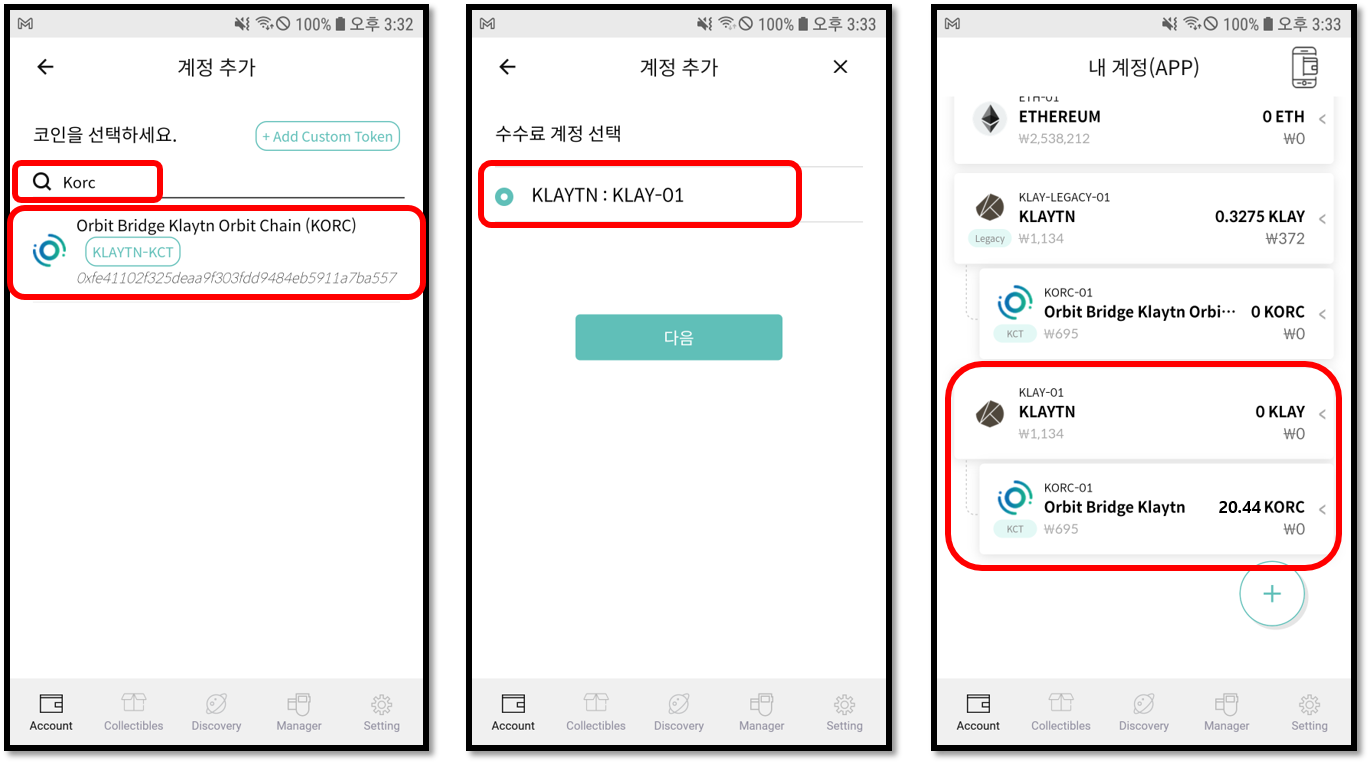 100% 오후 3:32
계정 추가
코인을 선택하세요.
+ Add Custom Token
Korc
Orbit Bridge Klaytn Orbit Chain (KORC)
KLAYTN-KCT
0xfe41102f325deaa9f303fdd9484eb5911a7ba557
Account Collectibles Discovery Manager Setting
100% 오후 3:33
계정 추가
수수료 계정 선택
KLAYTN : KLAY-01
다음
Account Collectibles Discovery Manager Setting
100% 오후 3:33
내 계정(APP)
ETH-01
ETHEREUM 0 ETH
₩2,538,212 ₩0
KLAY-LEGACY-01
KLAYTN 0.3275 KLAY
Legacy ₩1,134 ₩372
KORC-01
Orbit Bridge Klaytn Orbi··· 0 KORC
KCT ₩695 ₩0
KLAY-01
KLAYTN 0 KLAY
₩1,134 ₩0
KORC-01
Orbit Bridge Klaytn 20.44 KORC
KCT ₩695 ₩0
Account Collectibles Discovery Manager Setting